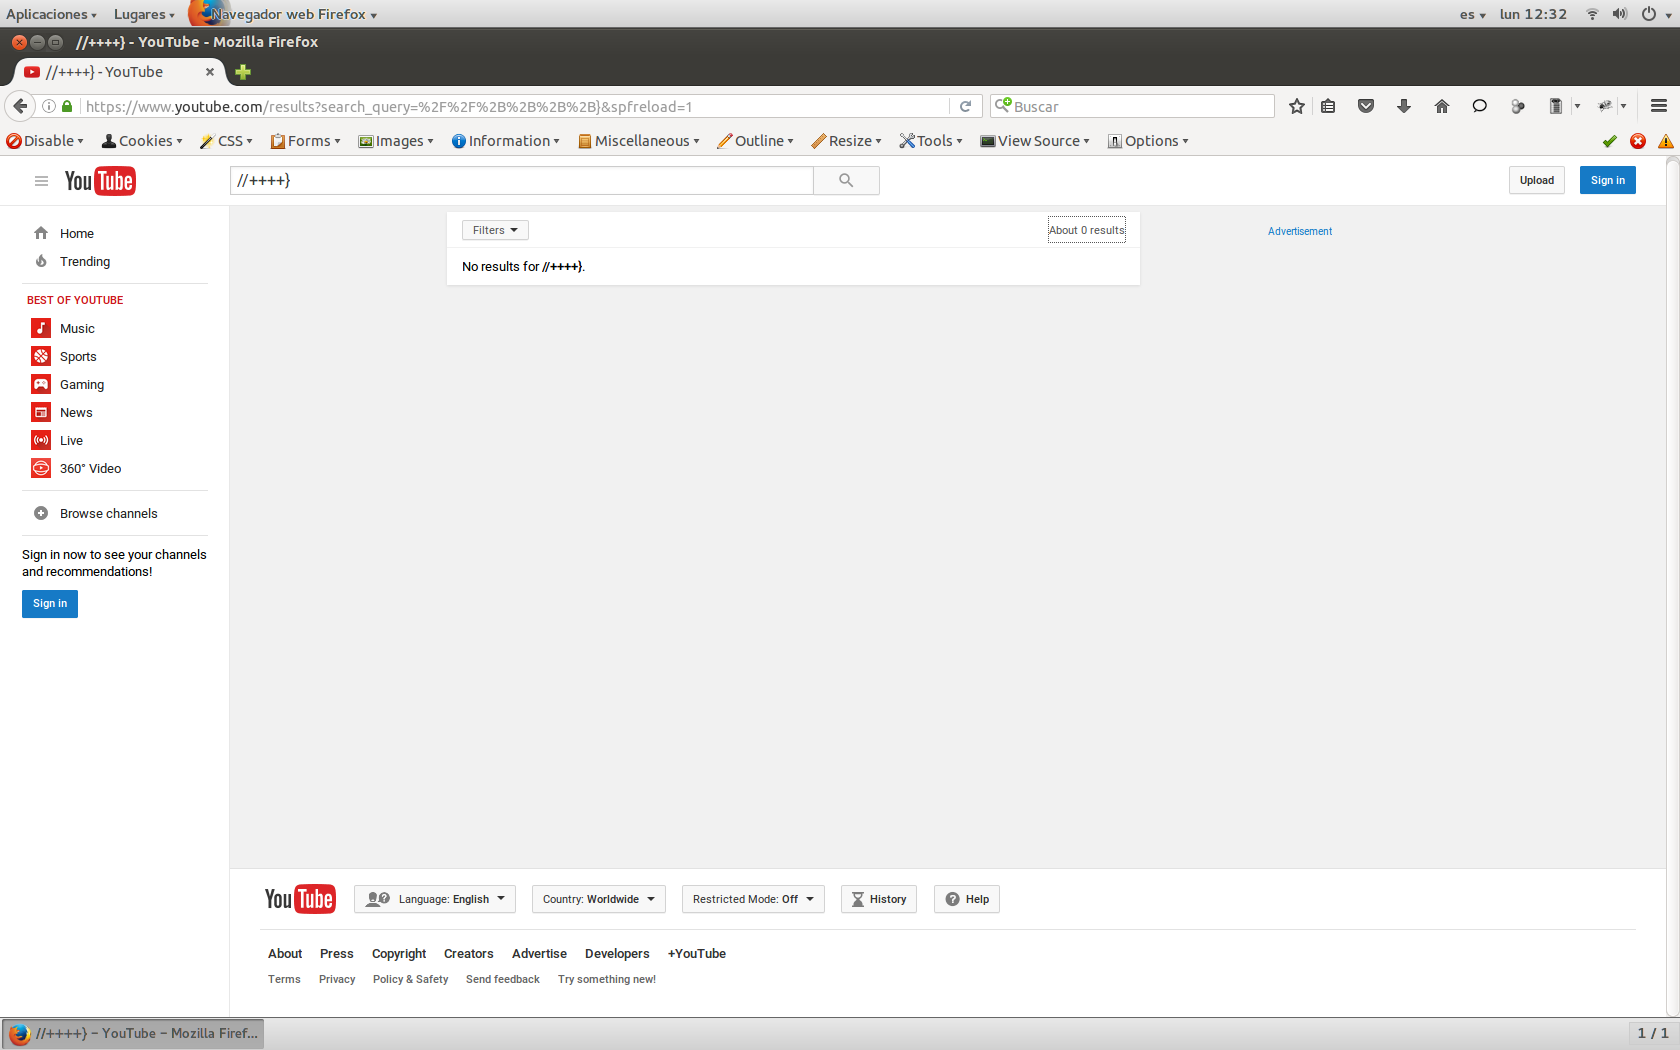 Aplicaciones Lugares Navegador web Firefox es lun 12:32
//++++} - YouTube - Mozilla Firefox
//++++} - YouTube
https://www.youtube.com/results?search_query=%2F%2F%2B%2B%2B%2B}&spfreload=1 Buscar
Disable Cookies CSS Forms Images Information Miscellaneous Outline Resize Tools View Source Options
YouTube //++++} Upload Sign in
Home
Trending
BEST OF YOUTUBE
Music
Sports
Gaming
News
Live
360° Video
Browse channels
Sign in now to see your channels
and recommendations!
Sign in
Filters About 0 results
No results for //++++}.
Advertisement
YouTube Language: English Country: Worldwide Restricted Mode: Off History Help
About Press Copyright Creators Advertise Developers +YouTube
Terms Privacy Policy & Safety Send feedback Try something new!
//++++} – YouTube – Mozilla Firef... 1 / 1